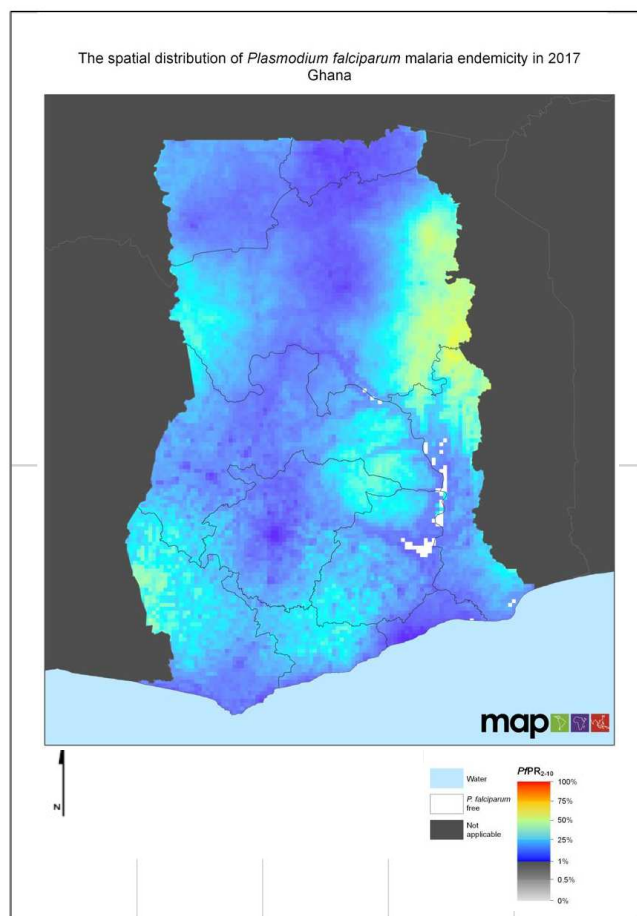 The spatial distribution of Plasmodium falciparum malaria endemicity in 2017
Ghana
map
N
Water
P. falciparum
free
Not
applicable
PfPR2-10
100%
75%
50%
25%
1%
0.5%
0%